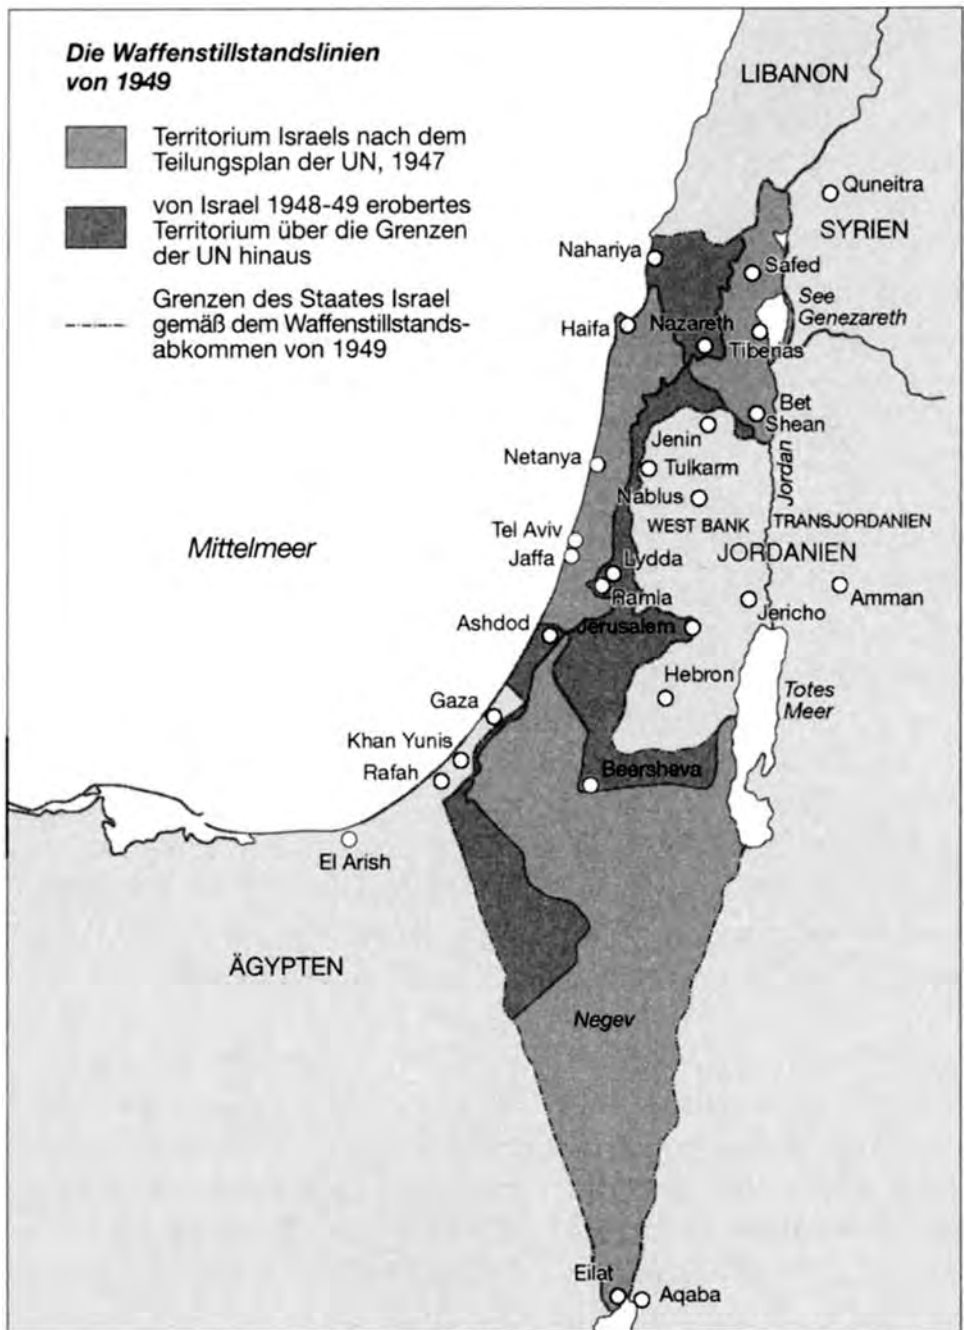 Die Waffenstillstandslinien
von 1949
Territorium Israels nach dem
Teilungsplan der UN, 1947
von Israel 1948-49 erobertes
Territorium über die Grenzen
der UN hinaus
Grenzen des Staates Israel
gemäß dem Waffenstillstands-
abkommen von 1949
LIBANON
Quneitra
SYRIEN
Nahariya
Safed
See
Genezareth
Haifa
Nazareth
Tiberias
Bet
Shean
Jenin
Jordan
Netanya
Tulkarm
Nablus
WEST BANK
TRANSJORDANIEN
Tel Aviv
Mittelmeer
JORDANIEN
Jaffa
Lydda
Ramla
Jericho
Amman
Ashdod
Jerusalem
Hebron
Totes
Meer
Gaza
Khan Yunis
Rafah
Beersheva
El Arish
ÄGYPTEN
Negev
Eilat
Aqaba